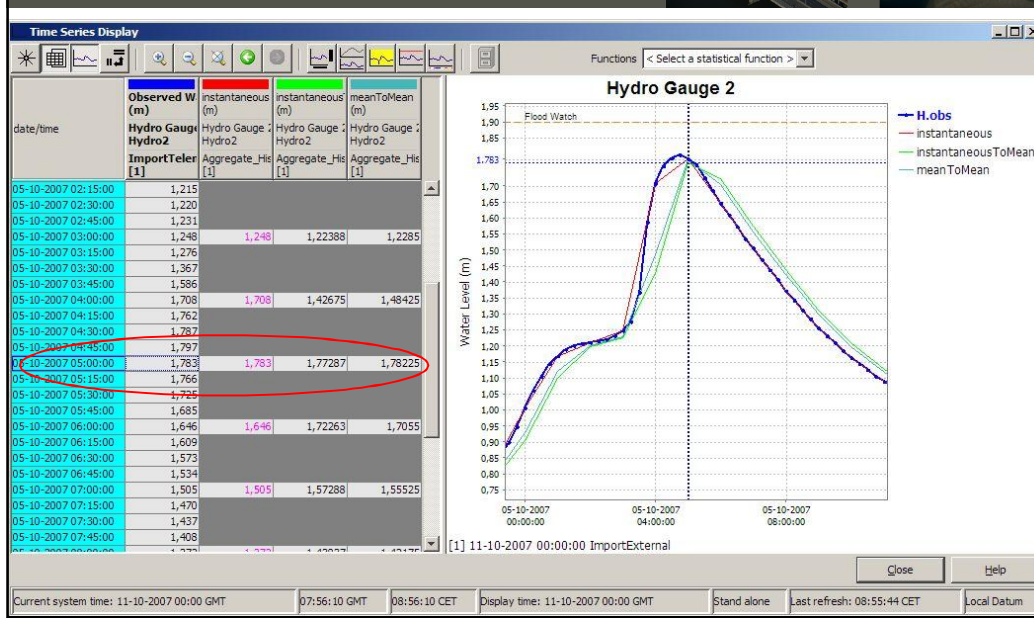 Time Series Display
Functions < Select a statistical function >
date/time
Observed W. instantaneous instantaneous meanToMean
(m) (m) (m) (m)
Hydro Gauge Hydro Gauge 2 Hydro Gauge 2 Hydro Gauge 2
Hydro2 Hydro2 Hydro2 Hydro2
ImportTeler Aggregate_His Aggregate_His Aggregate_His
[1] [1] [1] [1]
05-10-2007 02:15:00 1,215
05-10-2007 02:30:00 1,220
05-10-2007 02:45:00 1,231
05-10-2007 03:00:00 1,248 1,248 1,22388 1,2285
05-10-2007 03:15:00 1,276
05-10-2007 03:30:00 1,367
05-10-2007 03:45:00 1,586
05-10-2007 04:00:00 1,708 1,708 1,42675 1,48425
05-10-2007 04:15:00 1,762
05-10-2007 04:30:00 1,787
05-10-2007 04:45:00 1,797
05-10-2007 05:00:00 1,783 1,783 1,77287 1,78225
05-10-2007 05:15:00 1,766
05-10-2007 05:30:00 1,725
05-10-2007 05:45:00 1,685
05-10-2007 06:00:00 1,646 1,646 1,72263 1,7055
05-10-2007 06:15:00 1,609
05-10-2007 06:30:00 1,573
05-10-2007 06:45:00 1,534
05-10-2007 07:00:00 1,505 1,505 1,57288 1,55525
05-10-2007 07:15:00 1,470
05-10-2007 07:30:00 1,437
05-10-2007 07:45:00 1,408
Hydro Gauge 2
Flood Watch
Water Level (m)
1,95
1,90
1,85
1.783
1,70
1,65
1,60
1,55
1,50
1,45
1,40
1,35
1,30
1,25
1,20
1,15
1,10
1,05
1,00
0,95
0,90
0,85
0,80
0,75
05-10-2007 05-10-2007 05-10-2007
00:00:00 04:00:00 08:00:00
H.obs
instantaneous
instantaneousToMean
meanToMean
[1] 11-10-2007 00:00:00 ImportExternal
Close Help
Current system time: 11-10-2007 00:00 GMT 07:56:10 GMT 08:56:10 CET Display time: 11-10-2007 00:00 GMT Stand alone Last refresh: 08:55:44 CET Local Datum